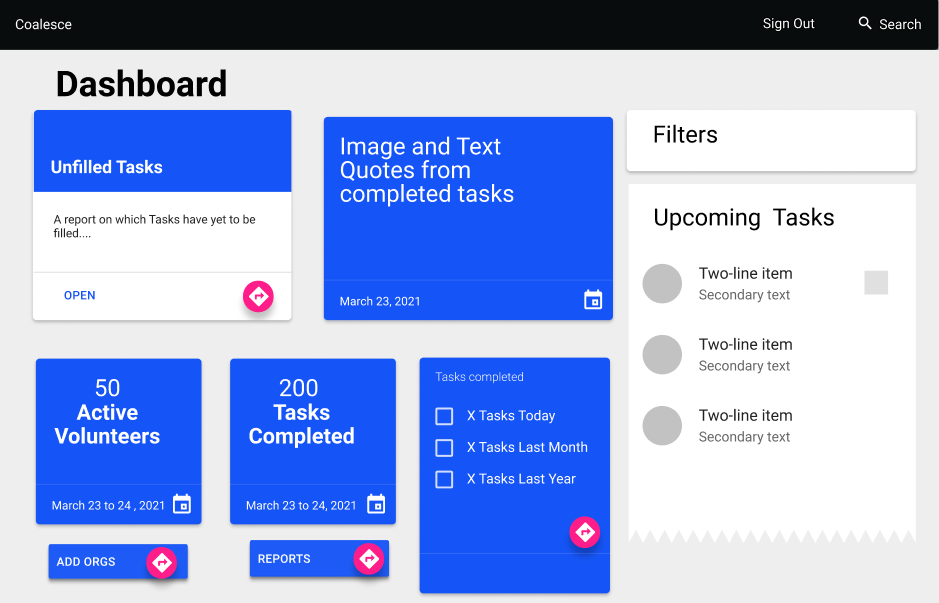 Coalesce
Sign Out
Search
Dashboard
Unfilled Tasks
A report on which Tasks have yet to be
filled....
OPEN
Image and Text
Quotes from
completed tasks
March 23, 2021
Filters
Upcoming Tasks
Two-line item
Secondary text
Two-line item
Secondary text
Two-line item
Secondary text
50
Active
Volunteers
March 23 to 24 , 2021
ADD ORGS
200
Tasks
Completed
March 23 to 24, 2021
REPORTS
Tasks completed
X Tasks Today
X Tasks Last Month
X Tasks Last Year